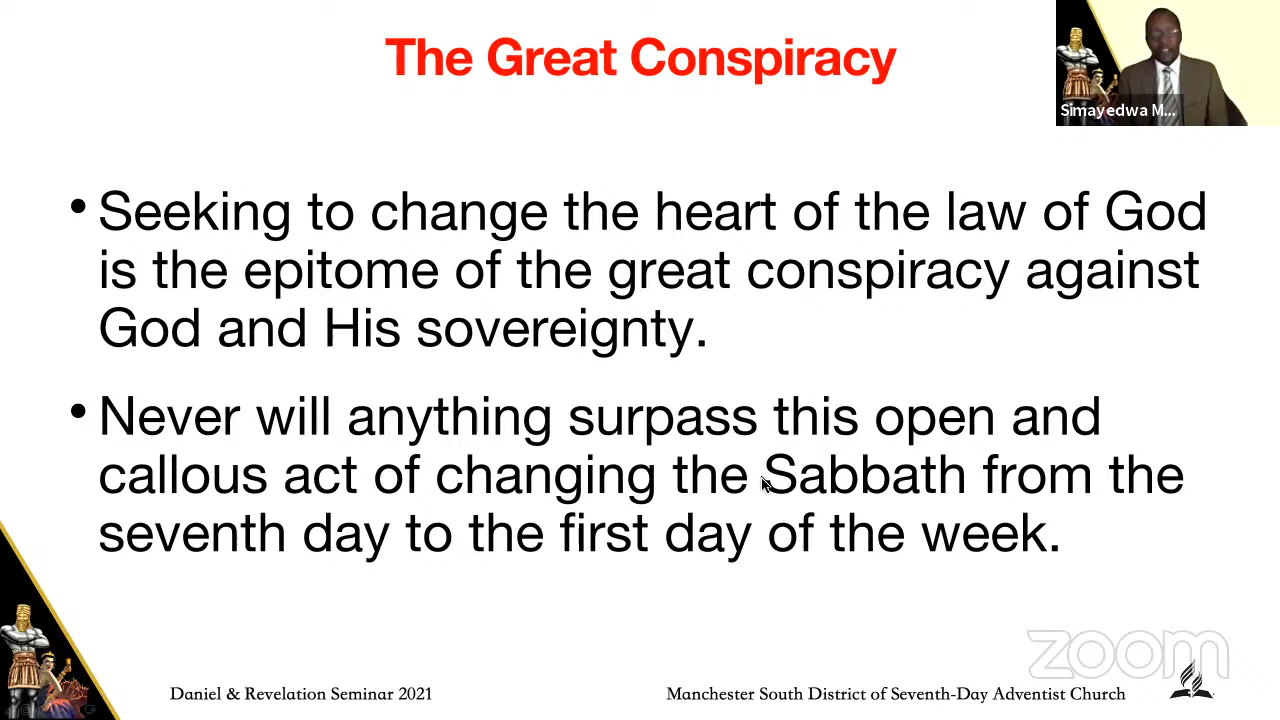 The Great Conspiracy
Simayedwa M...
• Seeking to change the heart of the law of God
is the epitome of the great conspiracy against
God and His sovereignty.
• Never will anything surpass this open and
callous act of changing the Sabbath from the
seventh day to the first day of the week.
zoom
Daniel & Revelation Seminar 2021
Manchester South District of Seventh-Day Adventist Church